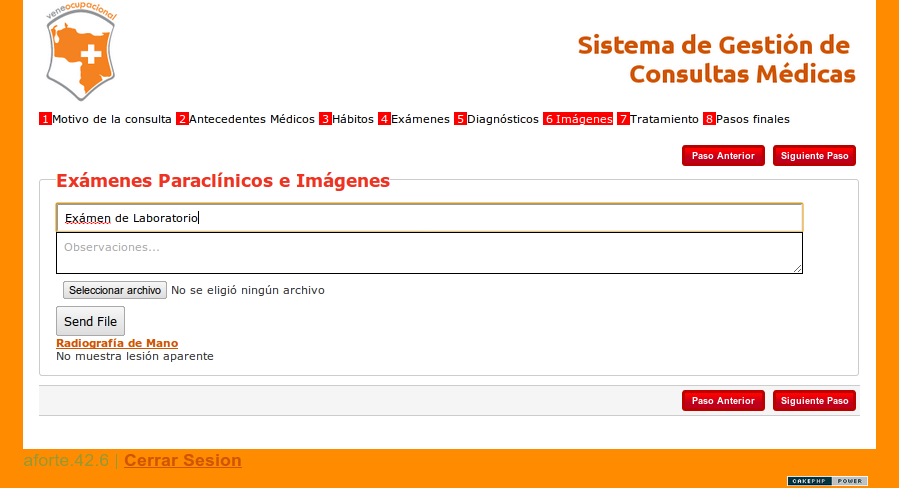 veneocupacional
Sistema de Gestión de
Consultas Médicas
1 Motivo de la consulta 2 Antecedentes Médicos 3 Hábitos 4 Exámenes 5 Diagnósticos 6 Imágenes 7 Tratamiento 8 Pasos finales
Paso Anterior Siguiente Paso
Exámenes Paraclínicos e Imágenes
Exámen de Laboratorio
Observaciones...
Seleccionar archivo No se eligió ningún archivo
Send File
Radiografía de Mano
No muestra lesión aparente
Paso Anterior Siguiente Paso
aforte.42.6 | Cerrar Sesion
CAKEPHP POWER